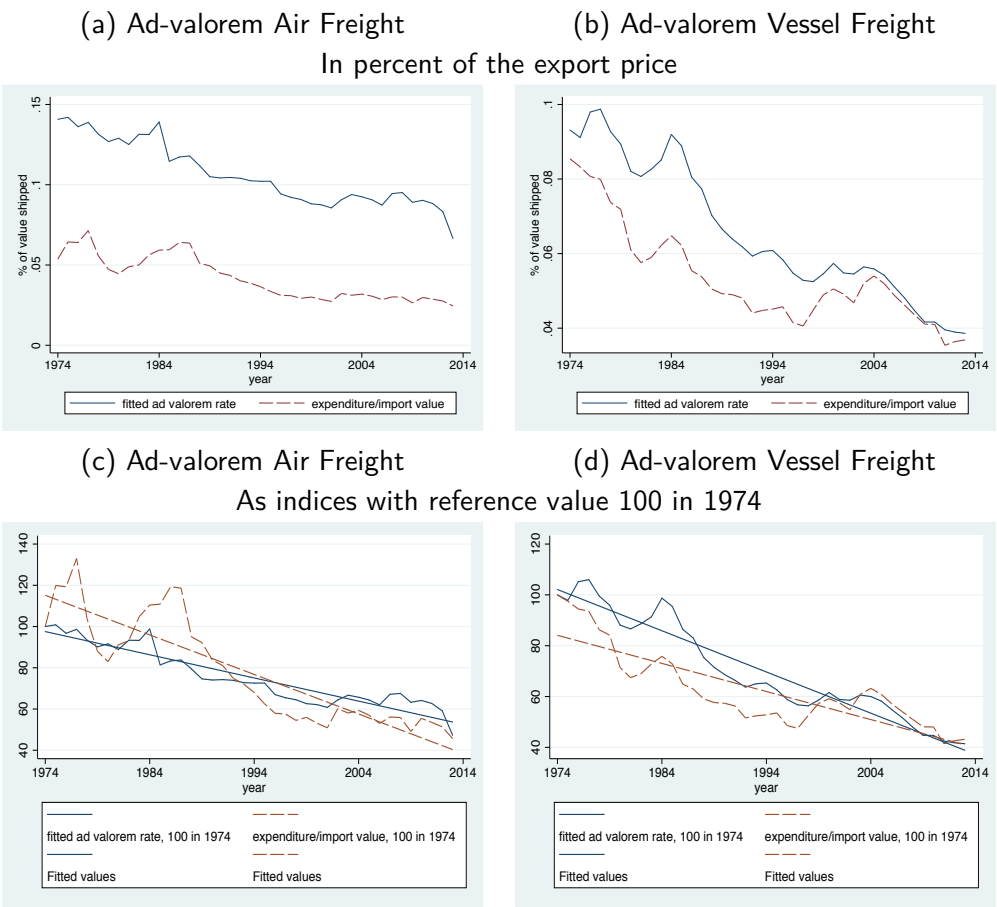 (a) Ad-valorem Air Freight
(b) Ad-valorem Vessel Freight
In percent of the export price
% of value shipped
.15
.1
.05
0
1974 1984 1994 2004 2014
year
fitted ad valorem rate expenditure/import value
% of value shipped
.1
.08
.06
.04
1974 1984 1994 2004 2014
year
fitted ad valorem rate expenditure/import value
(c) Ad-valorem Air Freight
(d) Ad-valorem Vessel Freight
As indices with reference value 100 in 1974
140
120
100
80
60
40
1974 1984 1994 2004 2014
year
fitted ad valorem rate, 100 in 1974 expenditure/import value, 100 in 1974
Fitted values Fitted values
120
100
80
60
40
1974 1984 1994 2004 2014
year
fitted ad valorem rate, 100 in 1974 expenditure/import value, 100 in 1974
Fitted values Fitted values